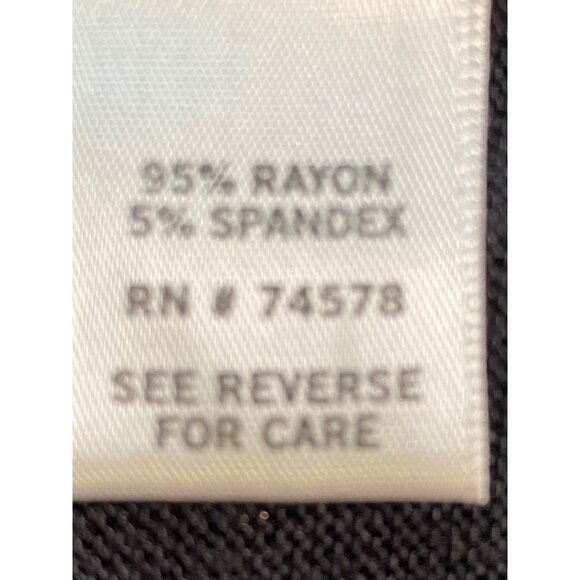 95% RAYON
5% SPANDEX
RN # 74578
SEE REVERSE
FOR CARE